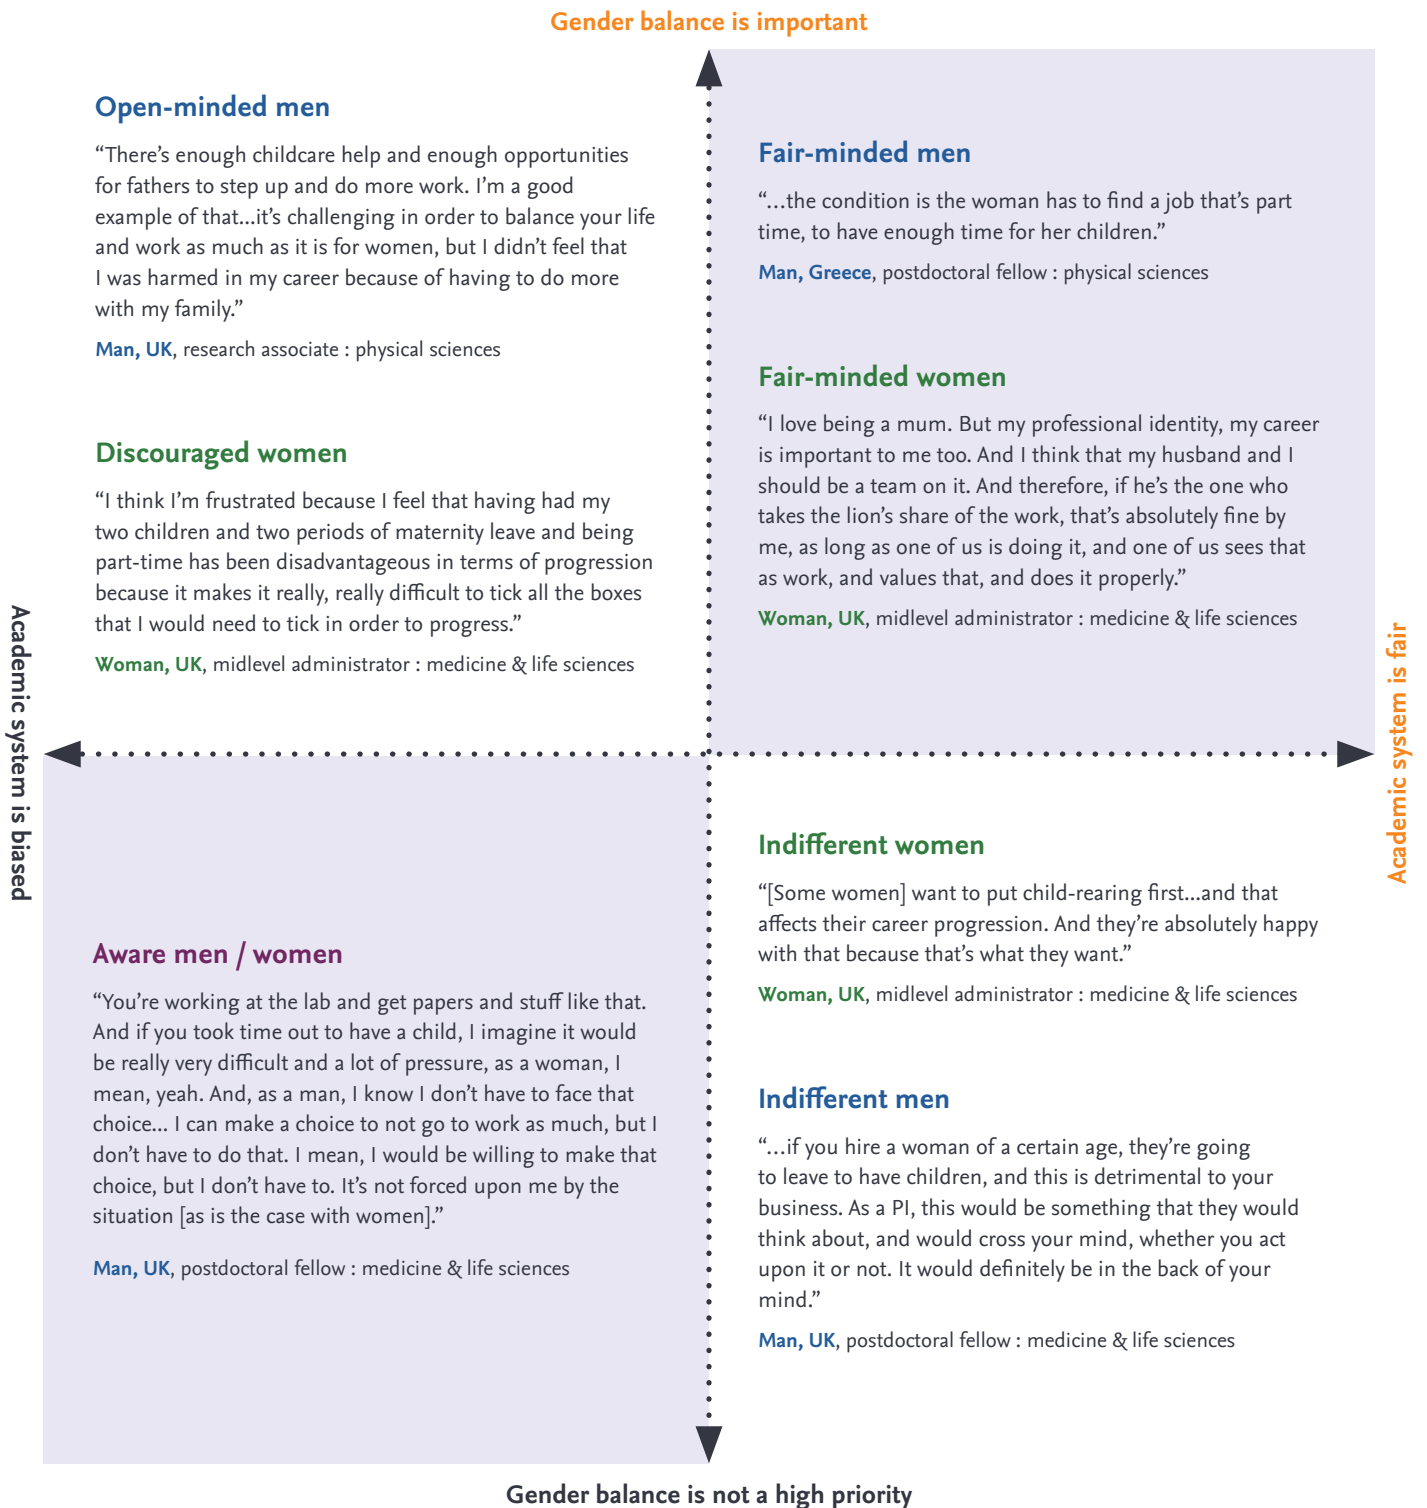 Gender balance is important
Open-minded men
“There’s enough childcare help and enough opportunities
for fathers to step up and do more work. I’m a good
example of that...it’s challenging in order to balance your life
and work as much as it is for women, but I didn’t feel that
I was harmed in my career because of having to do more
with my family.”
Man, UK, research associate : physical sciences
Discouraged women
“I think I’m frustrated because I feel that having had my
two children and two periods of maternity leave and being
part-time has been disadvantageous in terms of progression
because it makes it really, really difficult to tick all the boxes
that I would need to tick in order to progress.”
Woman, UK, midlevel administrator : medicine & life sciences
Fair-minded men
“...the condition is the woman has to find a job that’s part
time, to have enough time for her children.”
Man, Greece, postdoctoral fellow : physical sciences
Fair-minded women
“I love being a mum. But my professional identity, my career
is important to me too. And I think that my husband and I
should be a team on it. And therefore, if he’s the one who
takes the lion’s share of the work, that’s absolutely fine by
me, as long as one of us is doing it, and one of us sees that
as work, and values that, and does it properly.”
Woman, UK, midlevel administrator : medicine & life sciences
Academic system is biased
Academic system is fair
Aware men / women
“You’re working at the lab and get papers and stuff like that.
And if you took time out to have a child, I imagine it would
be really very difficult and a lot of pressure, as a woman, I
mean, yeah. And, as a man, I know I don’t have to face that
choice... I can make a choice to not go to work as much, but I
don’t have to do that. I mean, I would be willing to make that
choice, but I don’t have to. It’s not forced upon me by the
situation [as is the case with women].”
Man, UK, postdoctoral fellow : medicine & life sciences
Indifferent women
“[Some women] want to put child-rearing first...and that
affects their career progression. And they’re absolutely happy
with that because that’s what they want.”
Woman, UK, midlevel administrator : medicine & life sciences
Indifferent men
“...if you hire a woman of a certain age, they’re going
to leave to have children, and this is detrimental to your
business. As a PI, this would be something that they would
think about, and would cross your mind, whether you act
upon it or not. It would definitely be in the back of your
mind.”
Man, UK, postdoctoral fellow : medicine & life sciences
Gender balance is not a high priority